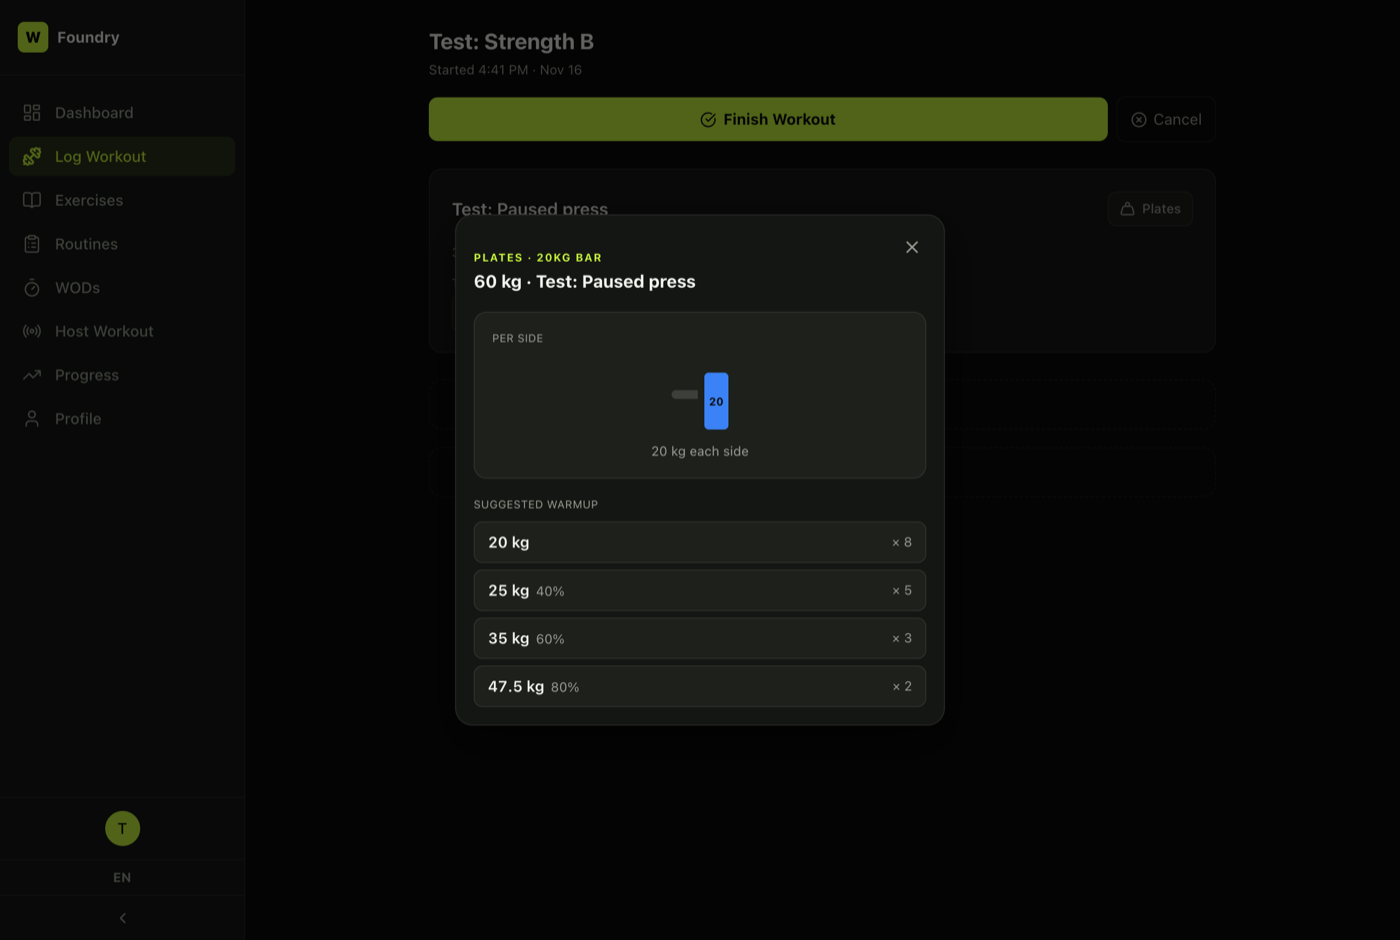 W Foundry
Dashboard
Log Workout
Exercises
Routines
WODs
Host Workout
Progress
Profile
T
EN
Test: Strength B
Started 4:41 PM · Nov 16
Finish Workout
Cancel
Test: Paused press
Plates
PLATES · 20KG BAR
60 kg · Test: Paused press
PER SIDE
20
20 kg each side
SUGGESTED WARMUP
20 kg × 8
25 kg 40% × 5
35 kg 60% × 3
47.5 kg 80% × 2